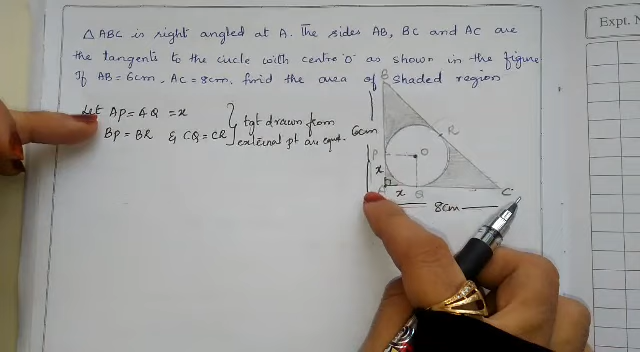 △ ABC is right angled at A. The sides AB, BC and AC are
the tangents to the circle with centre 'O' as shown in the figure
If AB = 6cm, AC = 8cm, find the area of shaded region
Let AP = AQ = x
BP = BR & CQ = CR
tgt drawn from
external pt are equal.
B
6cm
R
P
O
x
A
x
Q
C
8cm
Expt. N